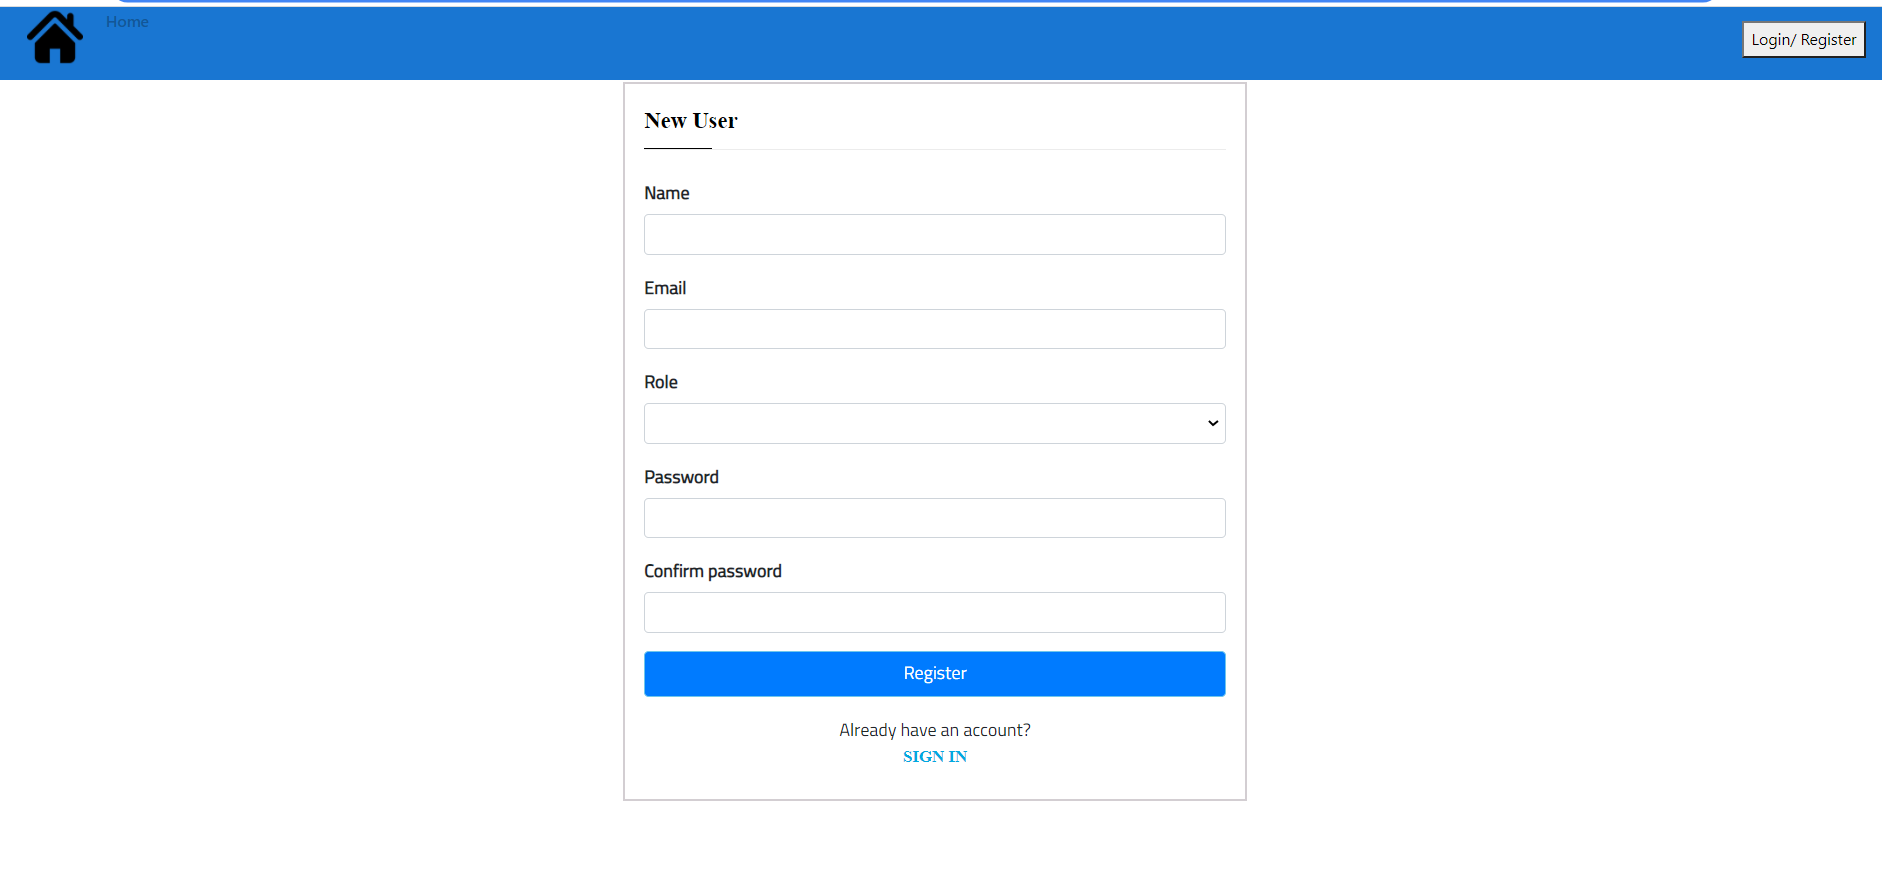 Home
Login/ Register
New User
Name
Email
Role
Password
Confirm password
Register
Already have an account?
SIGN IN